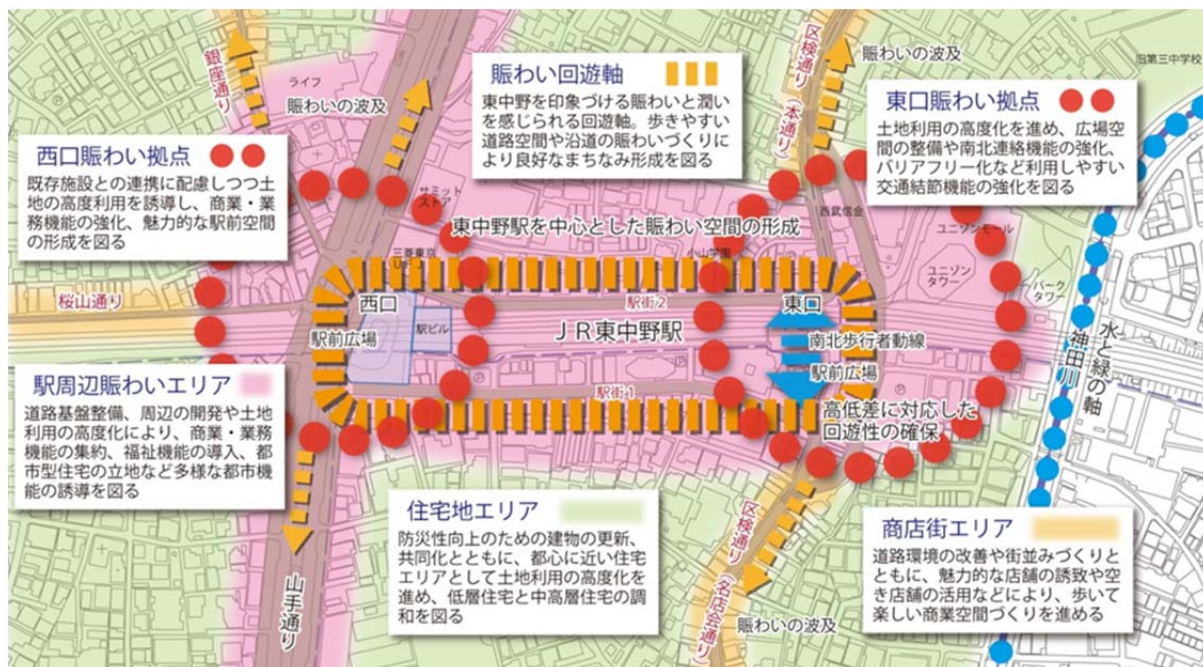 銀座通り
ライフ
賑わいの波及
西口賑わい拠点
既存施設との連携に配慮しつつ土
地の高度利用を誘導し、商業・業
務機能の強化、魅力的な駅前空間
の形成を図る
賑わい回遊軸
東中野を印象づける賑わいと潤い
を感じられる回遊軸。歩きやすい
道路空間や沿道の賑わいづくりに
より良好なまちなみ形成を図る
区検通り(本通り)
賑わいの波及
旧第三中学校
東口賑わい拠点
土地利用の高度化を進め、広場空
間の整備や南北連絡機能の強化、
バリアフリー化など利用しやすい
交通結節機能の強化を図る
サミット
ストア
東中野駅を中心とした賑わい空間の形成
三菱東京
小山学園
西武信金
ユニゾンモール
ユニゾン
タワー
パーク
タワー
桜山通り
西口
駅ビル
駅前広場
駅街2
JR東中野駅
東口
南北歩行者動線
駅前広場
駅街1
高低差に対応した
回遊性の確保
水と緑の軸
神田川
駅周辺賑わいエリア
道路基盤整備、周辺の開発や土地
利用の高度化により、商業・業務
機能の集約、福祉機能の導入、都
市型住宅の立地など多様な都市機
能の誘導を図る
山手通り
住宅地エリア
防災性向上のための建物の更新、
共同化とともに、都心に近い住宅
エリアとして土地利用の高度化を
進め、低層住宅と中高層住宅の調
和を図る
区検通り(名店会通り)
賑わいの波及
商店街エリア
道路環境の改善や街並みづくりと
ともに、魅力的な店舗の誘致や空
き店舗の活用などにより、歩いて
楽しい商業空間づくりを進める